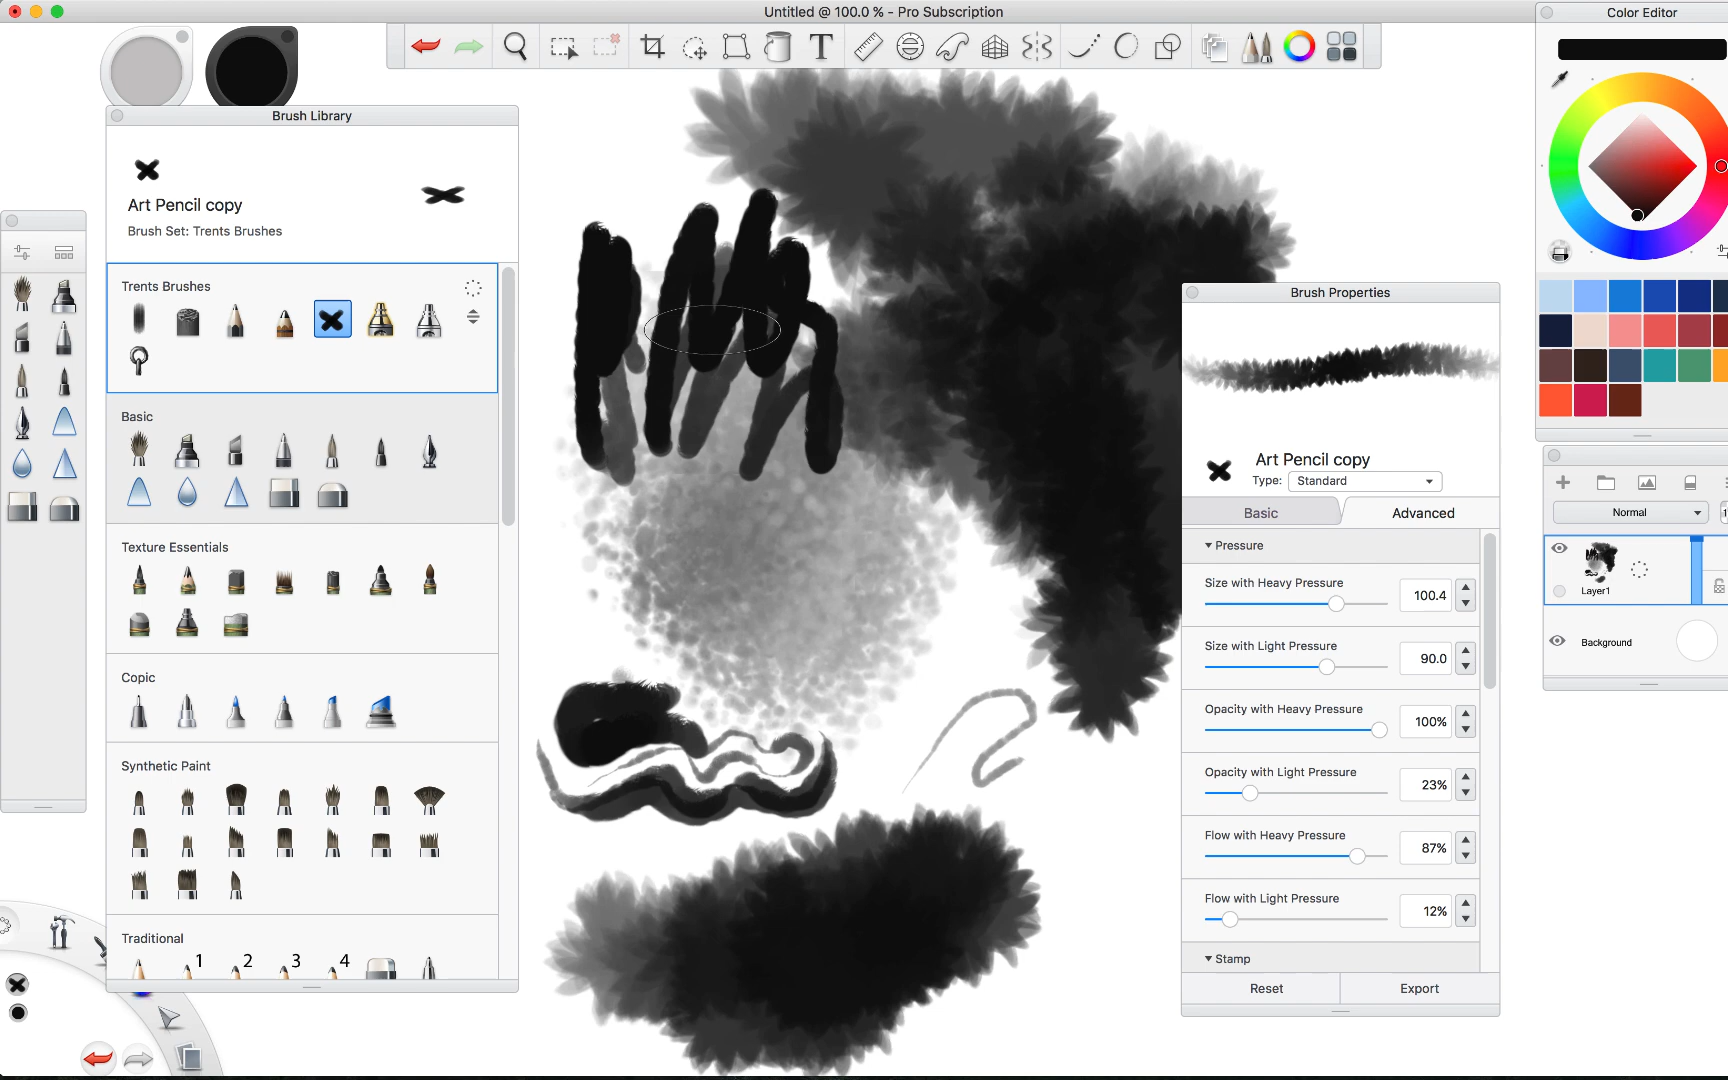 Untitled @ 100.0 % - Pro Subscription
Color Editor
Brush Library
Art Pencil copy
Brush Set: Trents Brushes
Trents Brushes
Basic
Texture Essentials
Copic
Synthetic Paint
Traditional
1 2 3 4
Brush Properties
Art Pencil copy
Type: Standard
Basic Advanced
Pressure
Size with Heavy Pressure 100.4
Size with Light Pressure 90.0
Opacity with Heavy Pressure 100%
Opacity with Light Pressure 23%
Flow with Heavy Pressure 87%
Flow with Light Pressure 12%
Stamp
Reset Export
Normal
Layer1
Background